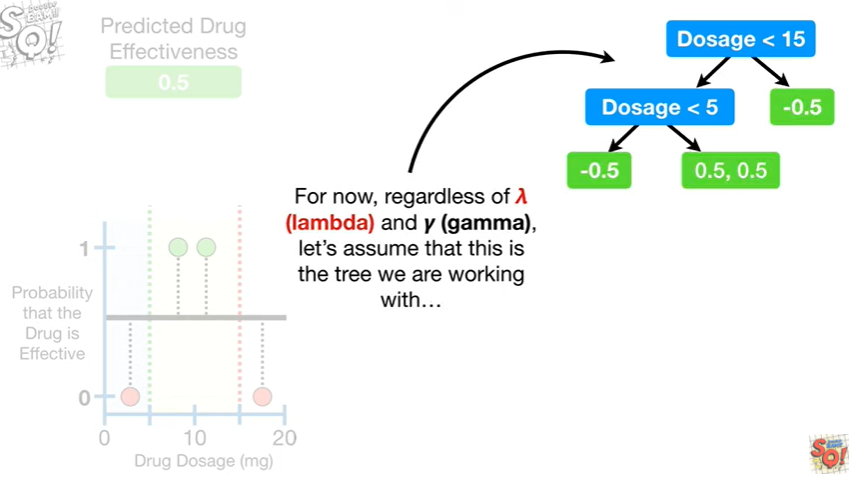 Predicted Drug
Effectiveness
0.5
Dosage < 15
Dosage < 5
-0.5
-0.5
0.5, 0.5
For now, regardless of λ
(lambda) and γ (gamma),
let's assume that this is
the tree we are working
with…
1
Probability
that the
Drug is
Effective
0
0
10
20
Drug Dosage (mg)
SQ!